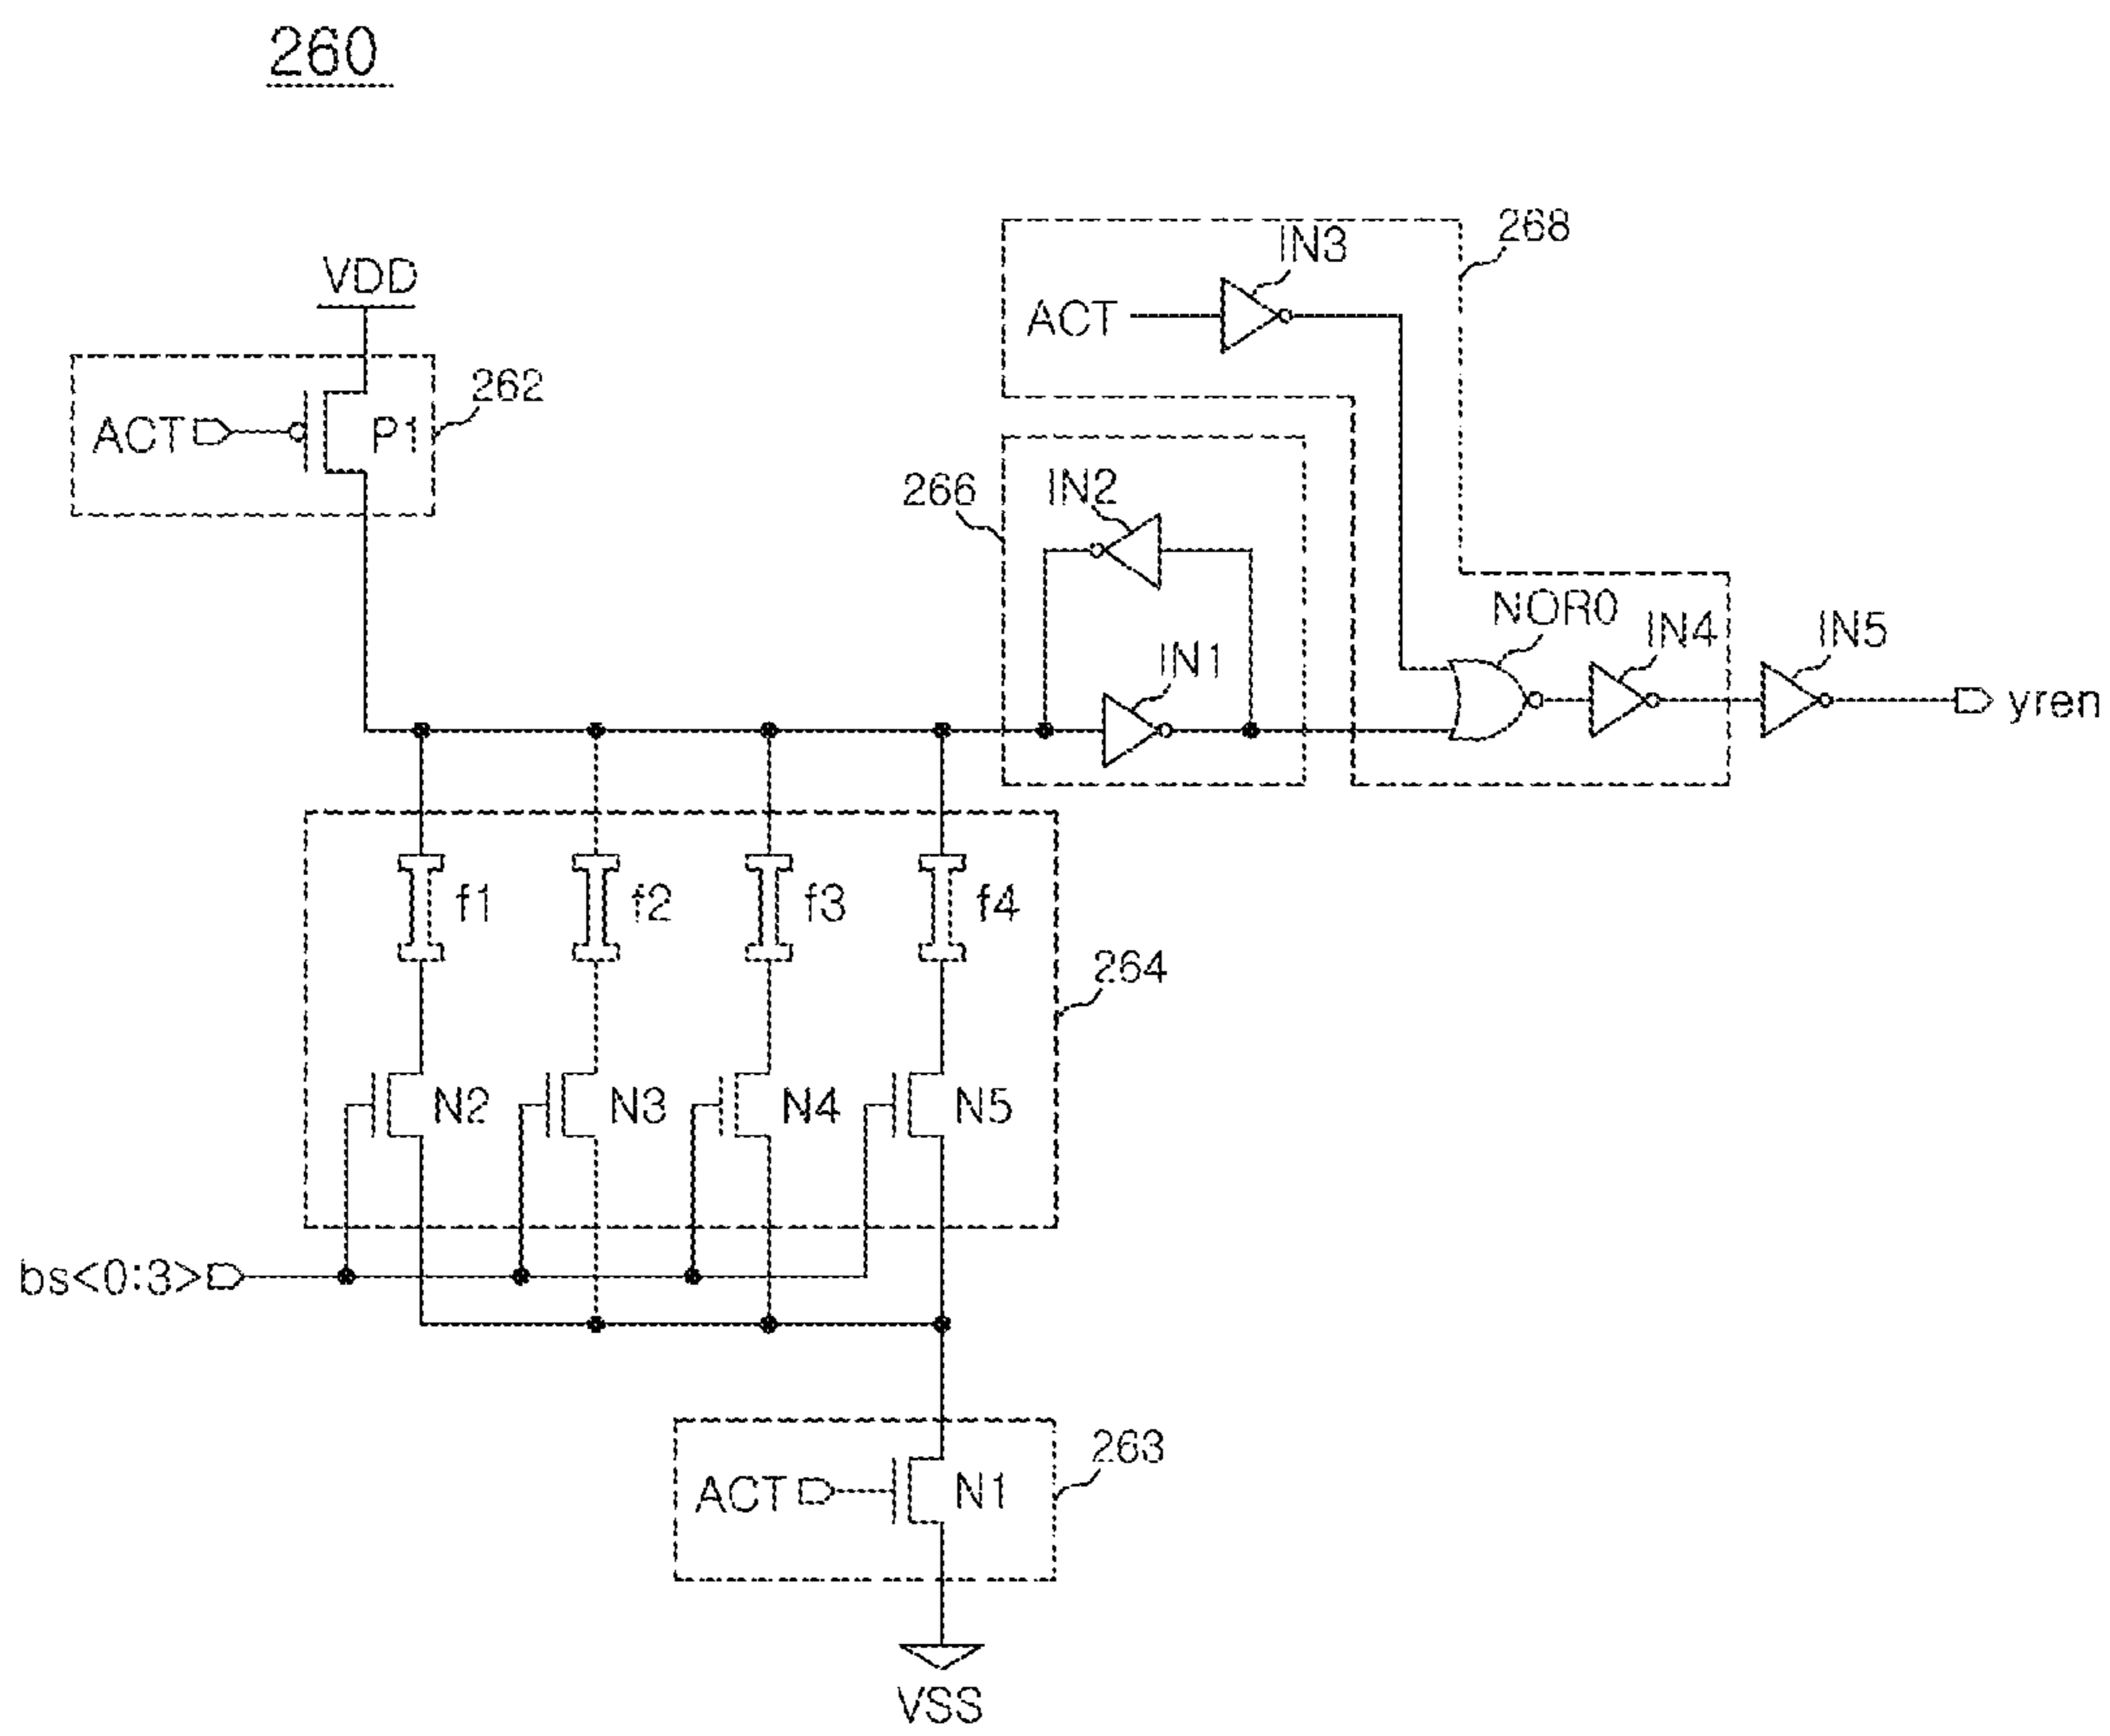 260
268
IN3
VDD
ACT
262
ACT
P1
266
IN2
NOR0
IN4
IN5
IN1
yren
f1
f2
f3
f4
264
N2
N3
N4
N5
bs<0:3>
263
ACT
N1
VSS